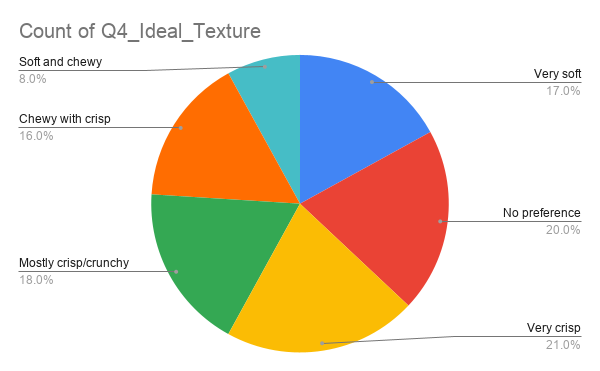 Count of Q4_Ideal_Texture
Soft and chewy
8.0%
Very soft
17.0%
Chewy with crisp
16.0%
No preference
20.0%
Mostly crisp/crunchy
18.0%
Very crisp
21.0%